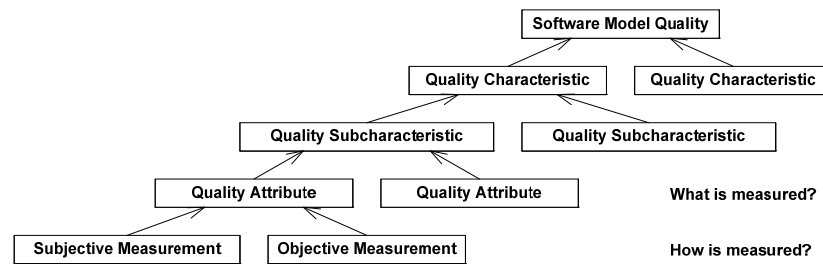 Software Model Quality
Quality Characteristic
Quality Characteristic
Quality Subcharacteristic
Quality Subcharacteristic
Quality Attribute
Quality Attribute
What is measured?
Subjective Measurement
Objective Measurement
How is measured?